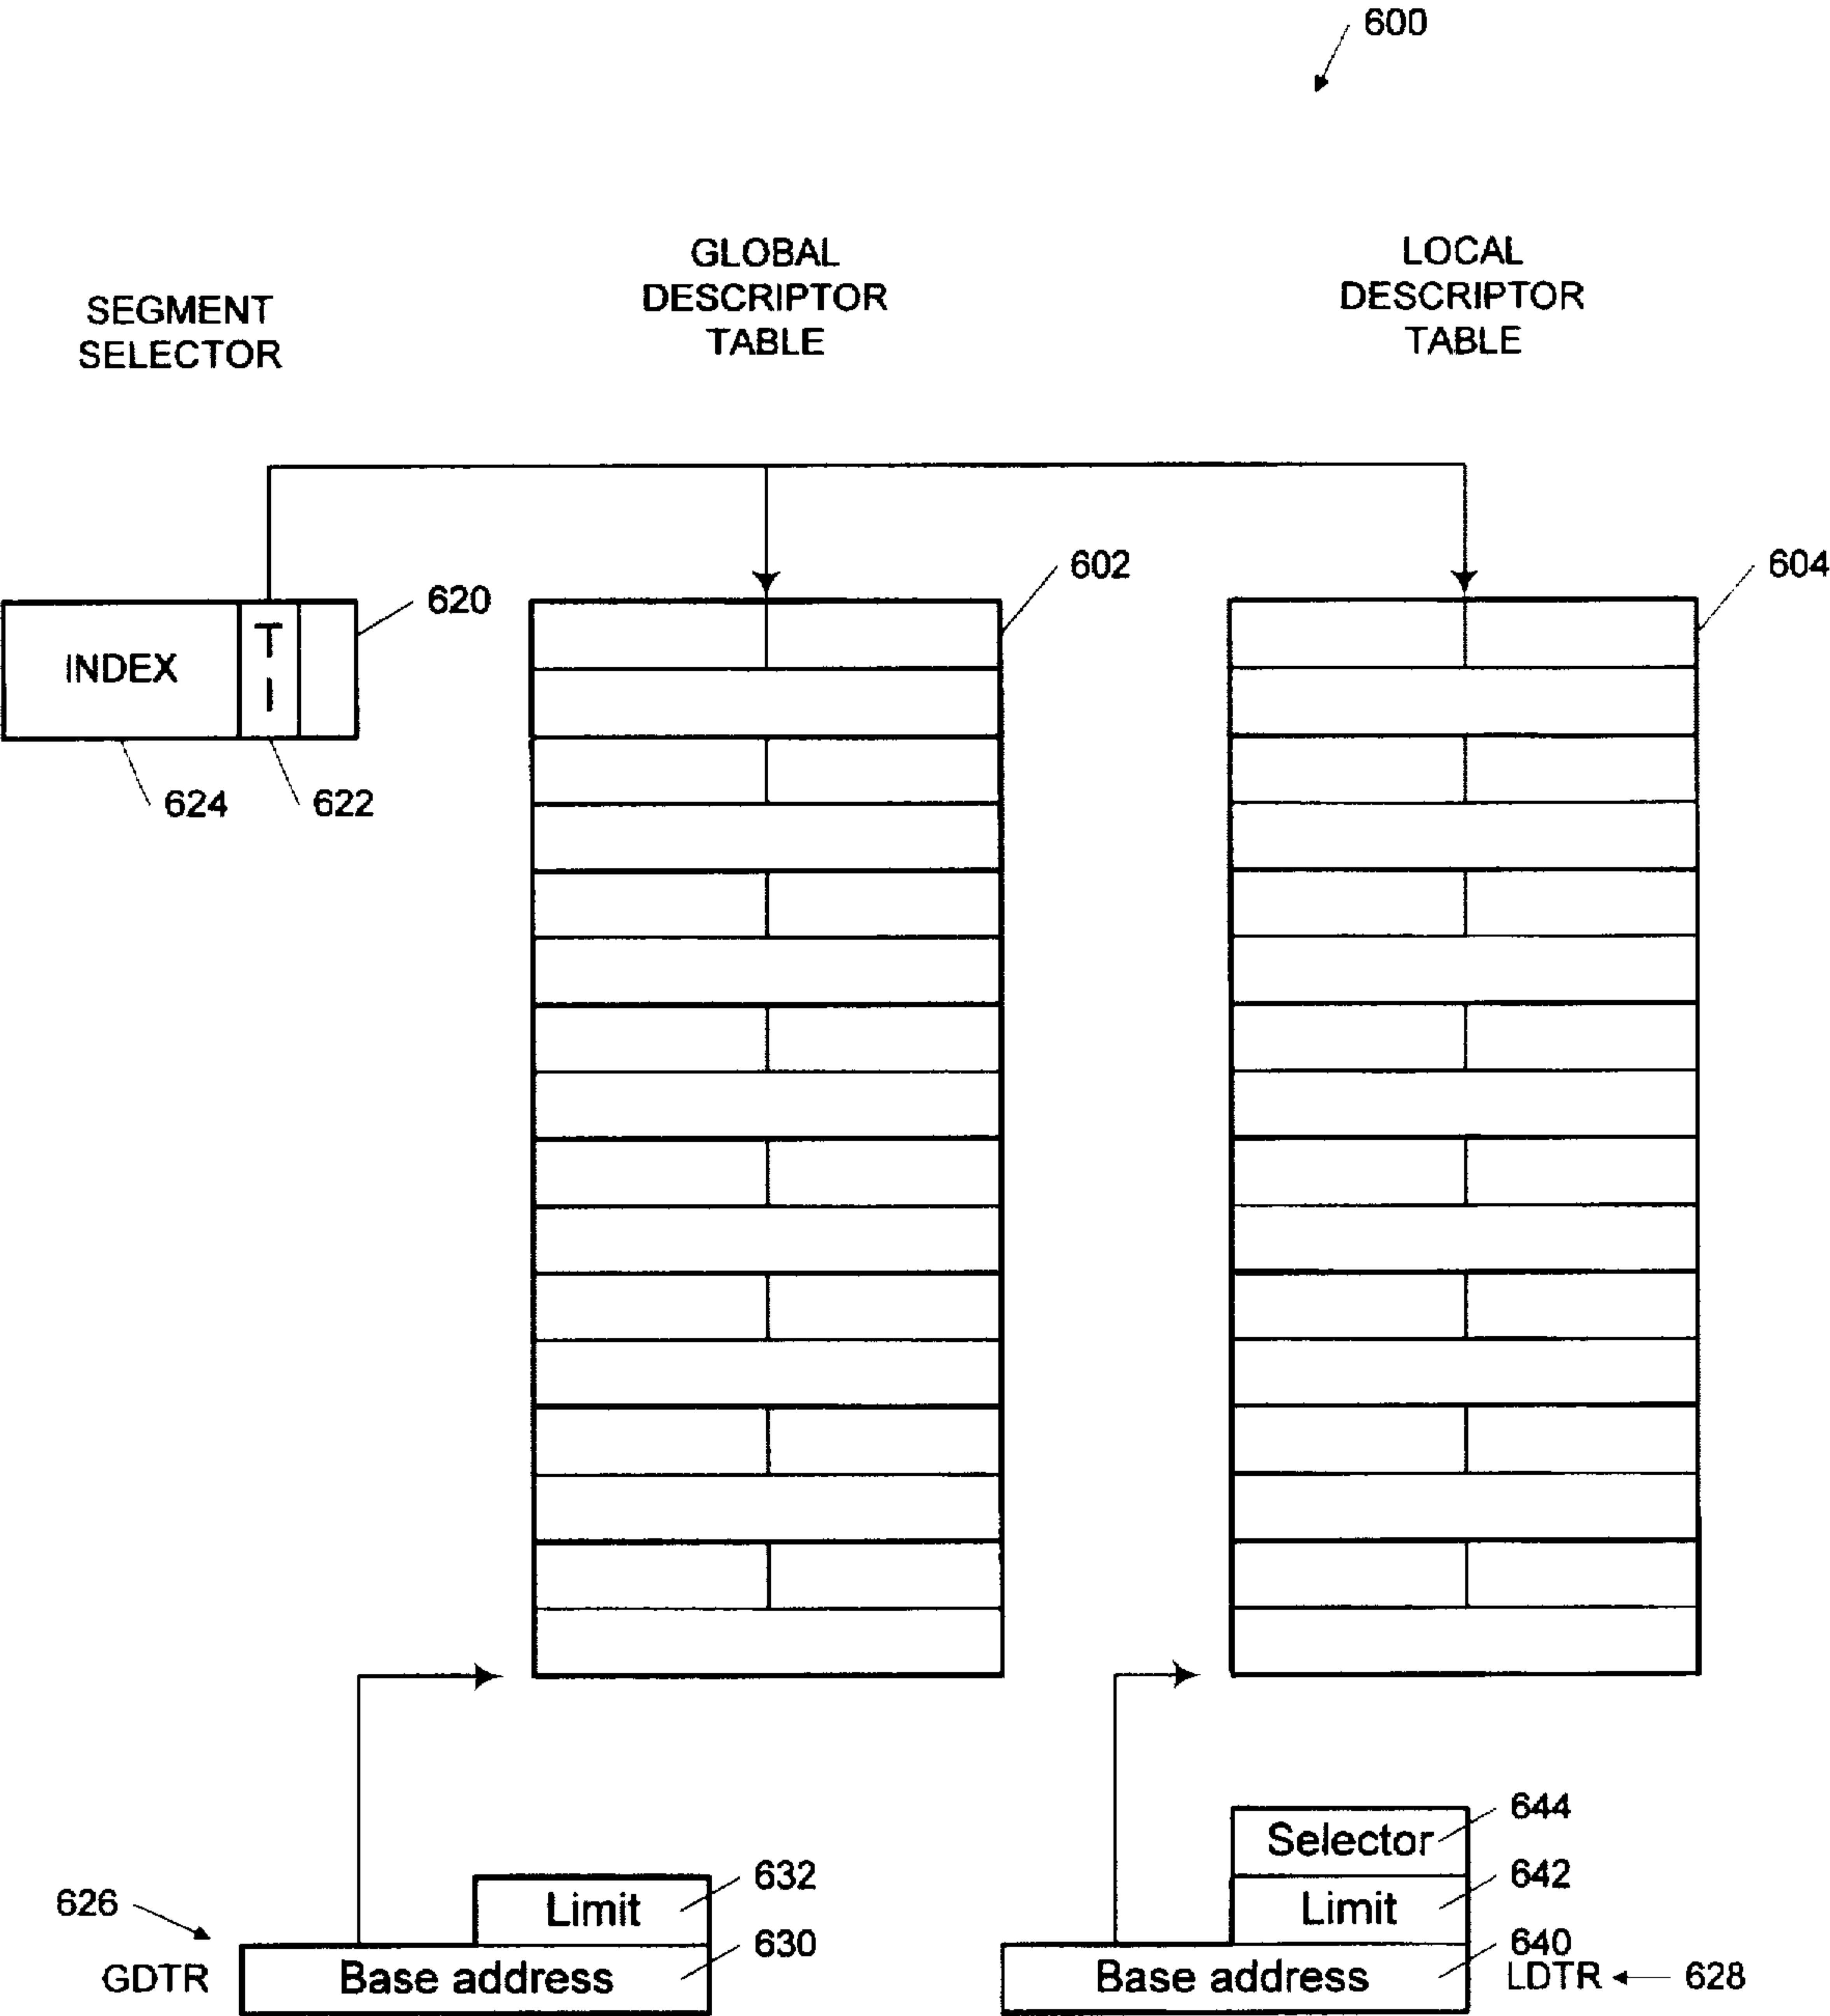 600
SEGMENT
SELECTOR
GLOBAL
DESCRIPTOR
TABLE
LOCAL
DESCRIPTOR
TABLE
602
604
620
INDEX
TI
624
622
644
Selector
632
642
626
Limit
Limit
630
640
GDTR
Base address
Base address
LDTR
628